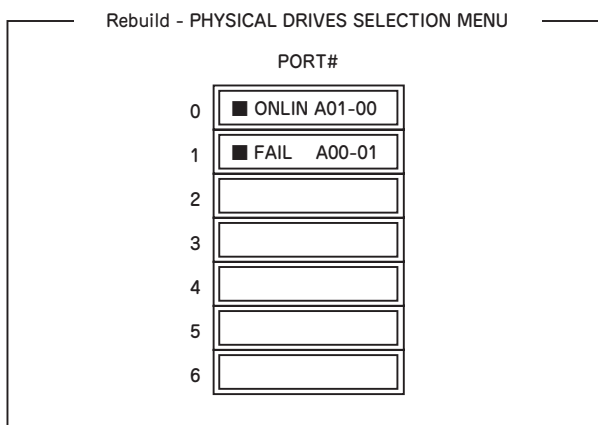 Rebuild - PHYSICAL DRIVES SELECTION MENU
PORT#
0 ■ ONLIN A01-00
1 ■ FAIL A00-01
2
3
4
5
6